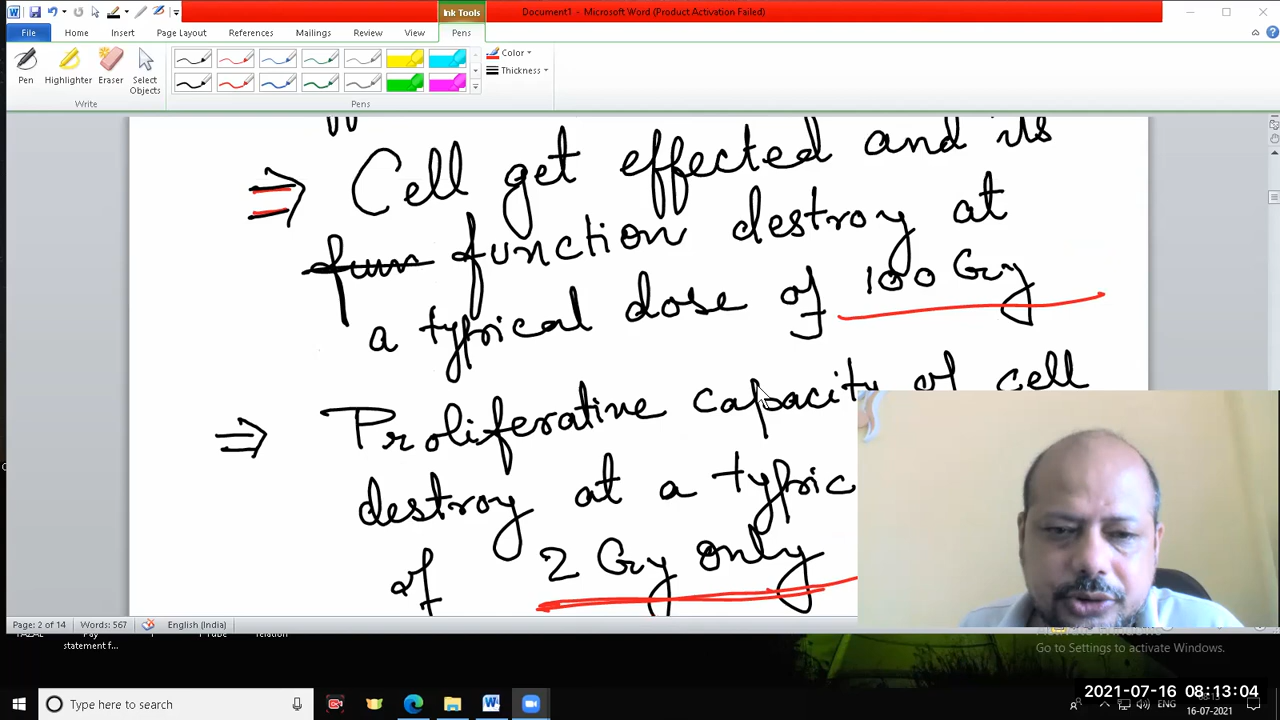 Document1 - Microsoft Word (Product Activation Failed)
Ink Tools
File Home Insert Page Layout References Mailings Review View Pens
Pen Highlighter Eraser Select Objects
Color
Thickness
Write
Pens
⇒ Cell get effected and its
fun function destroy at
a typical dose of 100 Gy
⇒ Proliferative capacity of cell
destroy at a typic
of 2 Gy only
Page: 2 of 14 Words: 567 English (India)
Pay
statement f...
relation
Go to Settings to activate Windows.
Type here to search
ENG
2021-07-16 08:13:04
16-07-2021